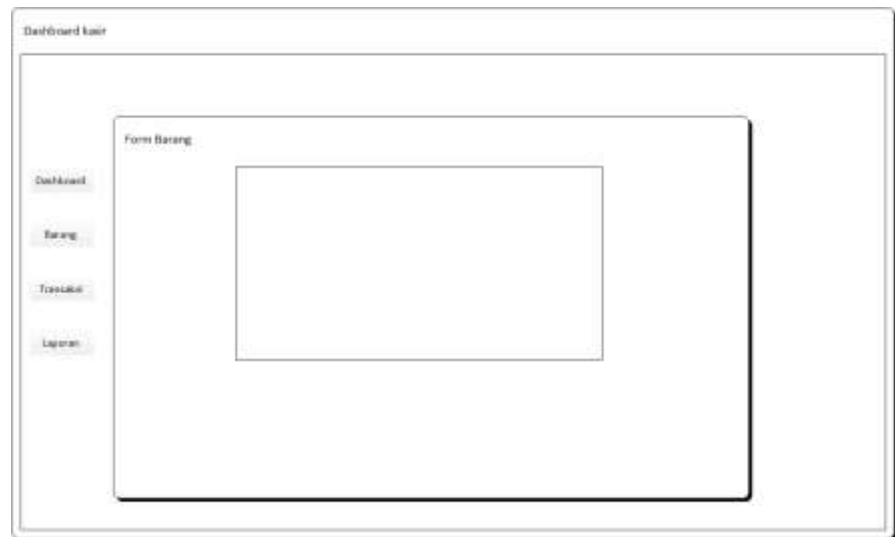 Dashboard kasir
Form Barang
Dashboard
Barang
Transaksi
Laporan